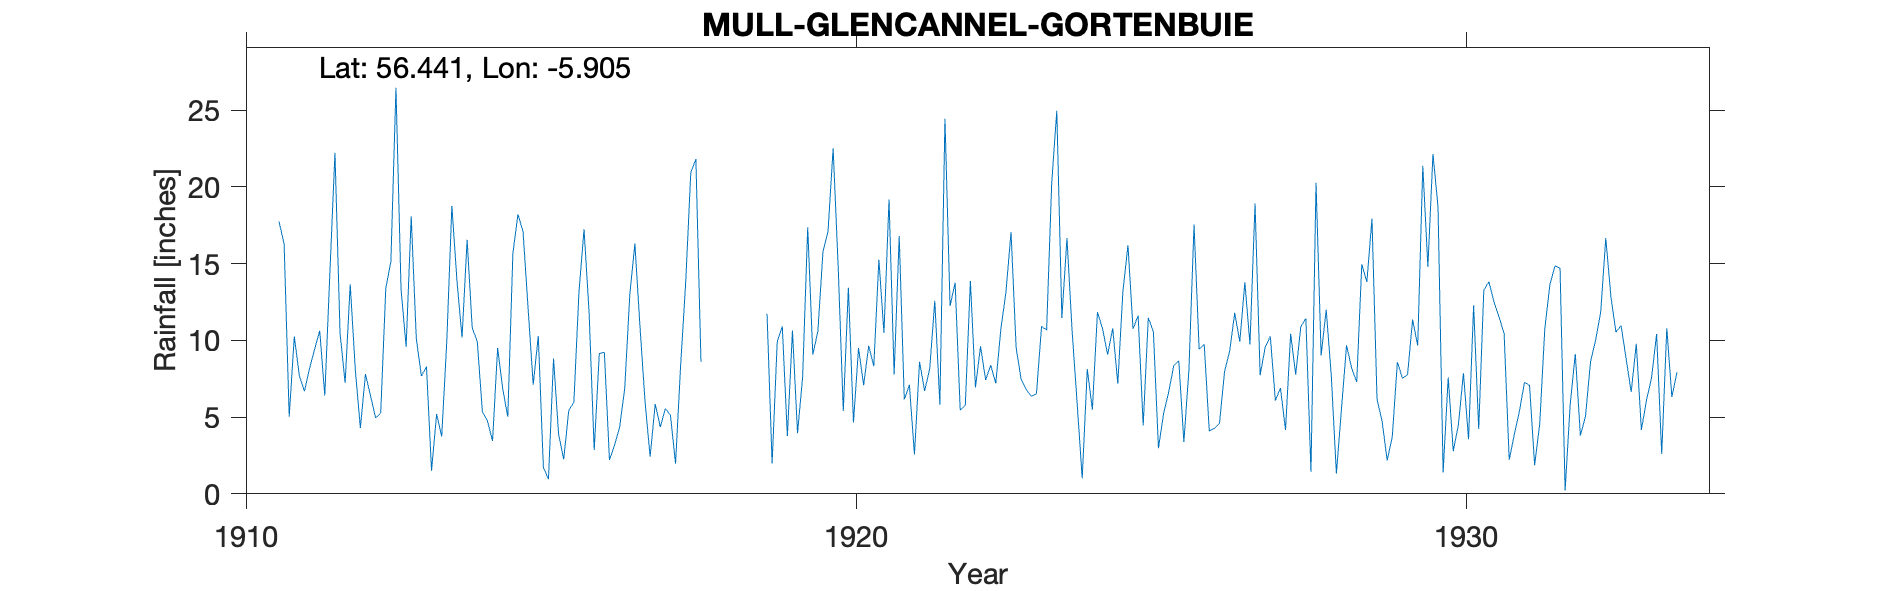 MULL-GLENCANNEL-GORTENBUIE
Lat: 56.441, Lon: -5.905
25
20
15
10
5
0
Rainfall [inches]
1910 1920 1930
Year